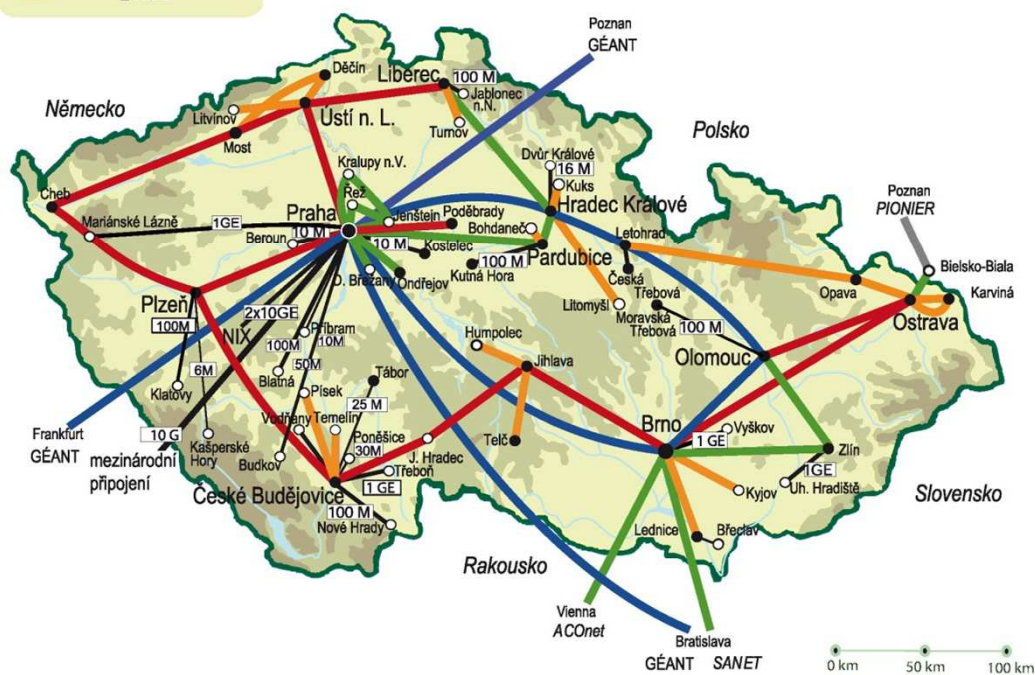 Poznan
GÉANT
Děčín
Liberec
100 M
Jablonec
n.N.
Německo
Litvínov
Ústí n. L.
Turnov
Polsko
Most
Dvůr Králové
16 M
Kralupy n.V.
Kuks
Poznan
PIONIER
Cheb
Řež
Hradec Králové
Mariánské Lázně
1GE
Praha
Jenštein
Poděbrady
Bohdaneč
Letohrad
Beroun
10 M
10 M
Kostelec
Pardubice
Bielsko-Biala
100 M
Kutná Hora
Česká
Třebová
D. Břežany
Ondřejov
Opava
Karviná
Plzeň
2x10GE
Litomyšl
Moravská
Třebová
Ostrava
100M
NIX
Příbram
10M
Humpolec
100 M
100M
Olomouc
6M
50M
Blatná
Jihlava
Tábor
Klatovy
Písek
25 M
Vodňany
Temelín
Brno
Vyškov
1 GE
Frankfurt
GÉANT
10 G
Kašperské
Hory
Poněšice
30M
Telč
Zlín
mezinárodní
připojení
Budkov
J. Hradec
Třeboň
1GE
České Budějovice
1 GE
Uh. Hradiště
Kyjov
Slovensko
100 M
Nové Hrady
Lednice
Břeclav
Rakousko
Vienna
ACOnet
Bratislava
GÉANT
SANET
0 km
50 km
100 km